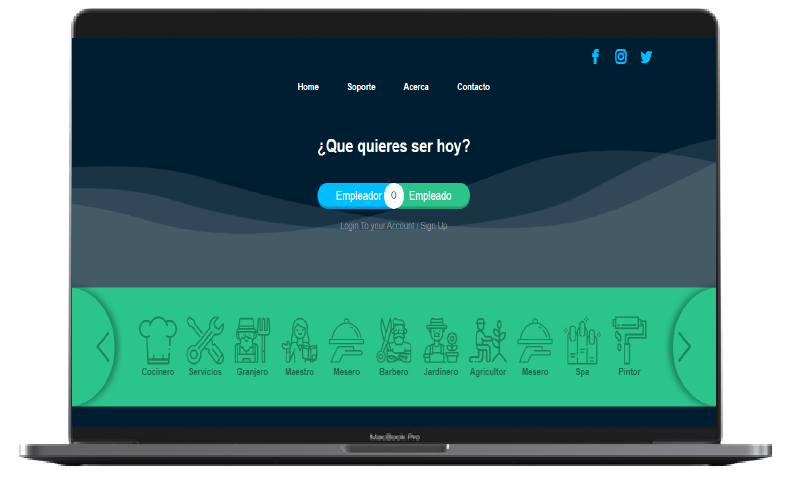 Home Soporte Acerca Contacto
¿Que quieres ser hoy?
Empleador O Empleado
Login To your Account / Sign Up
Cocinero Servicios Granjero Maestro Mesero Barbero Jardinero Agricultor Mesero Spa Pintor
MacBook Pro